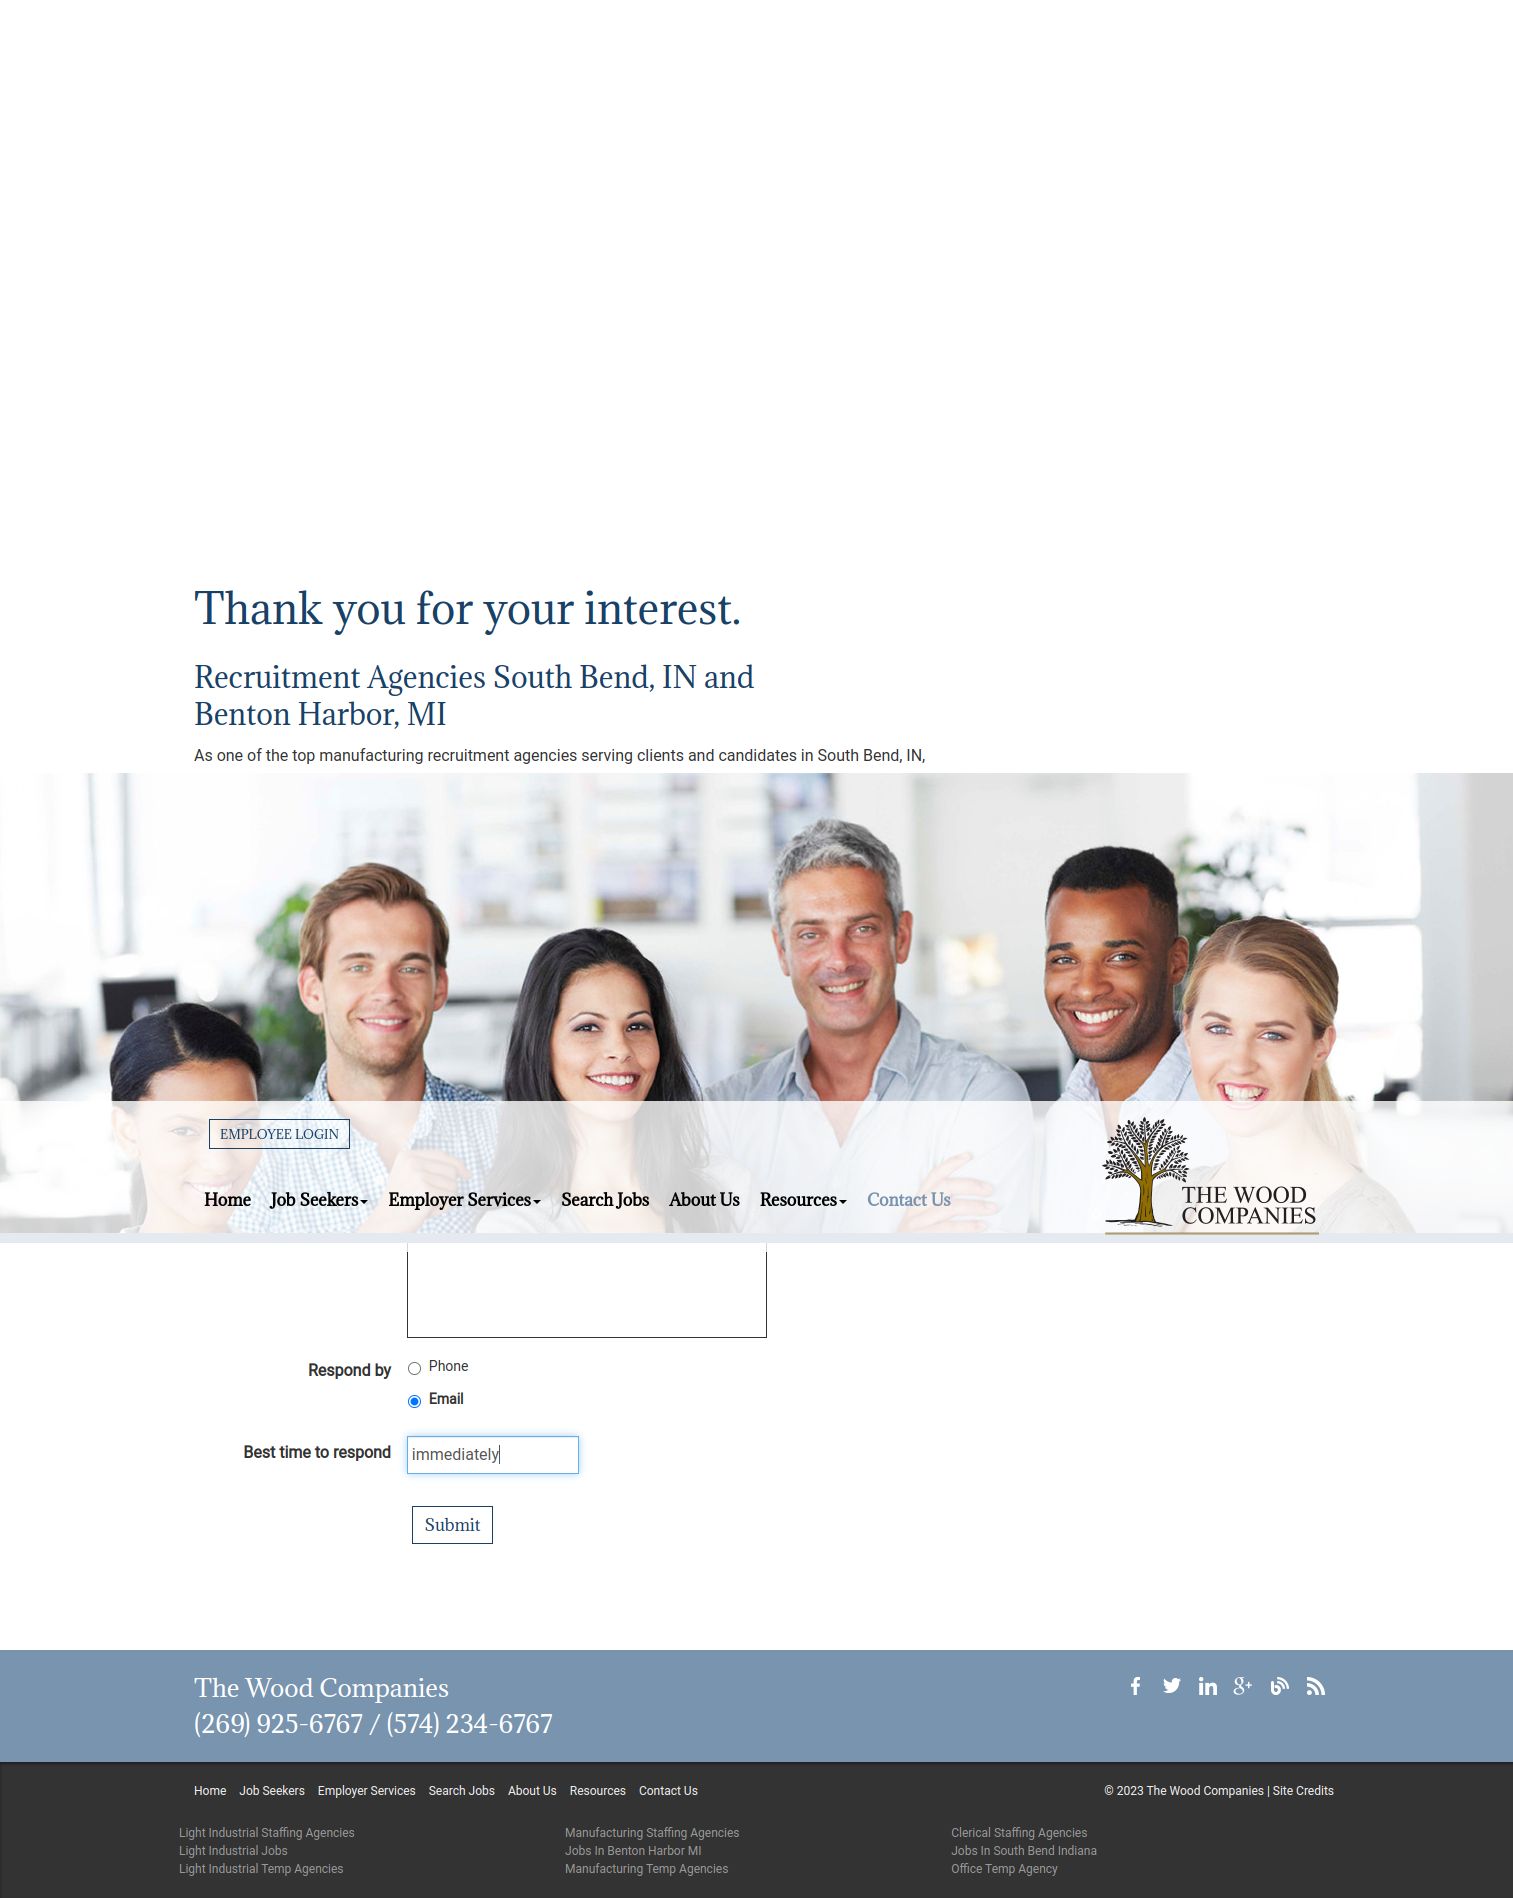 Thank you for your interest.
Recruitment Agencies South Bend, IN and
Benton Harbor, MI
As one of the top manufacturing recruitment agencies serving clients and candidates in South Bend, IN,
EMPLOYEE LOGIN
Home Job Seekers Employer Services Search Jobs About Us Resources Contact Us
THE WOOD
COMPANIES
Respond by
Phone
Email
Best time to respond
immediately
Submit
The Wood Companies
(269) 925-6767 / (574) 234-6767
Home Job Seekers Employer Services Search Jobs About Us Resources Contact Us
© 2023 The Wood Companies | Site Credits
Light Industrial Staffing Agencies
Light Industrial Jobs
Light Industrial Temp Agencies
Manufacturing Staffing Agencies
Jobs In Benton Harbor MI
Manufacturing Temp Agencies
Clerical Staffing Agencies
Jobs In South Bend Indiana
Office Temp Agency